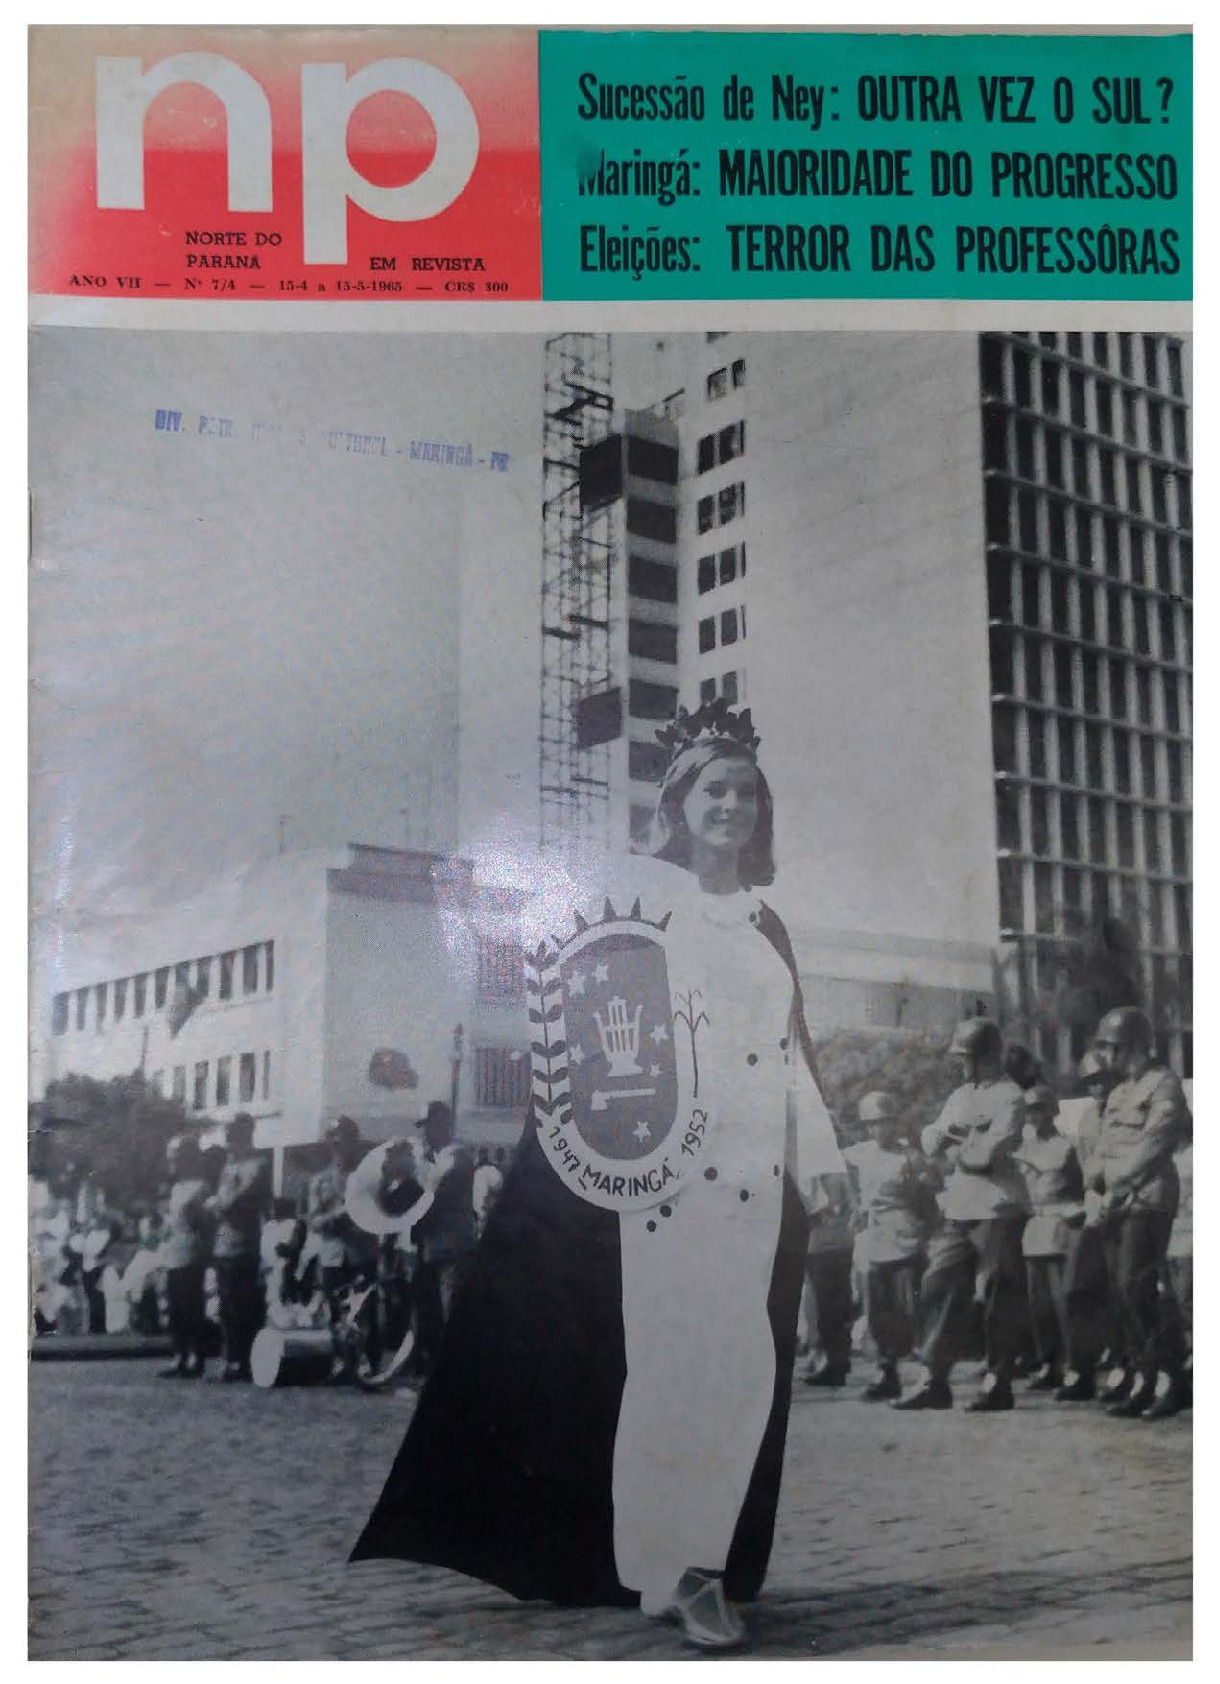 np
NORTE DO
PARANÁ
EM REVISTA
ANO VII — Nº 7/4 — 15-4 a 15-5-1965 — CR$ 300
Sucessão de Ney: OUTRA VEZ O SUL?
Maringá: MAIORIDADE DO PROGRESSO
Eleições: TERROR DAS PROFESSÔRAS
DIV. - MARINGÁ - PR
1947 MARINGÁ 1952